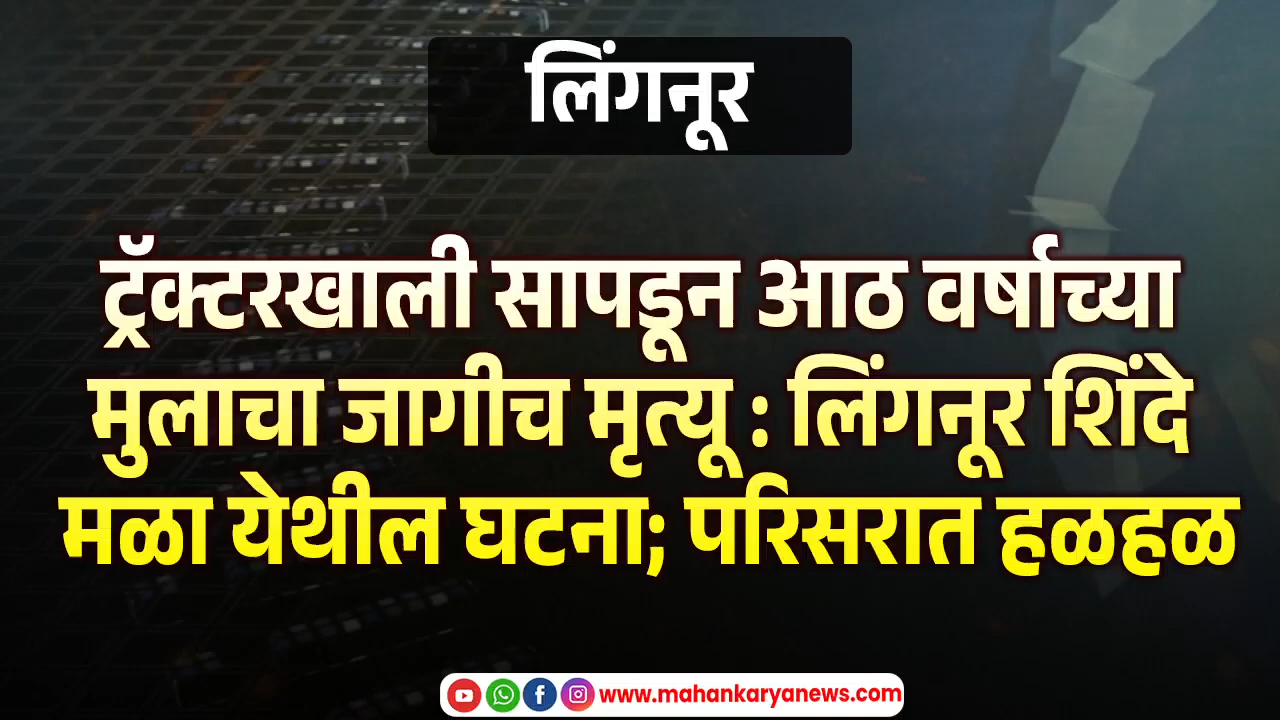 लिंगनूर
ट्रॅक्टरखाली सापडून आठ वर्षाच्या
मुलाचा जागीच मृत्यू : लिंगनूर शिंदे
मळा येथील घटना; परिसरात हळहळ
www.mahankaryanews.com